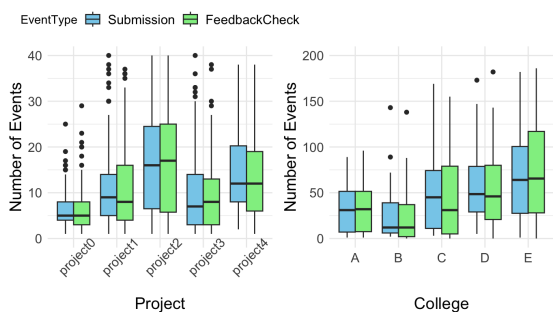 EventType Submission FeedbackCheck
Number of Events
40
30
20
10
0
project0 project1 project2 project3 project4
Project
Number of Events
200
150
100
50
0
A B C D E
College